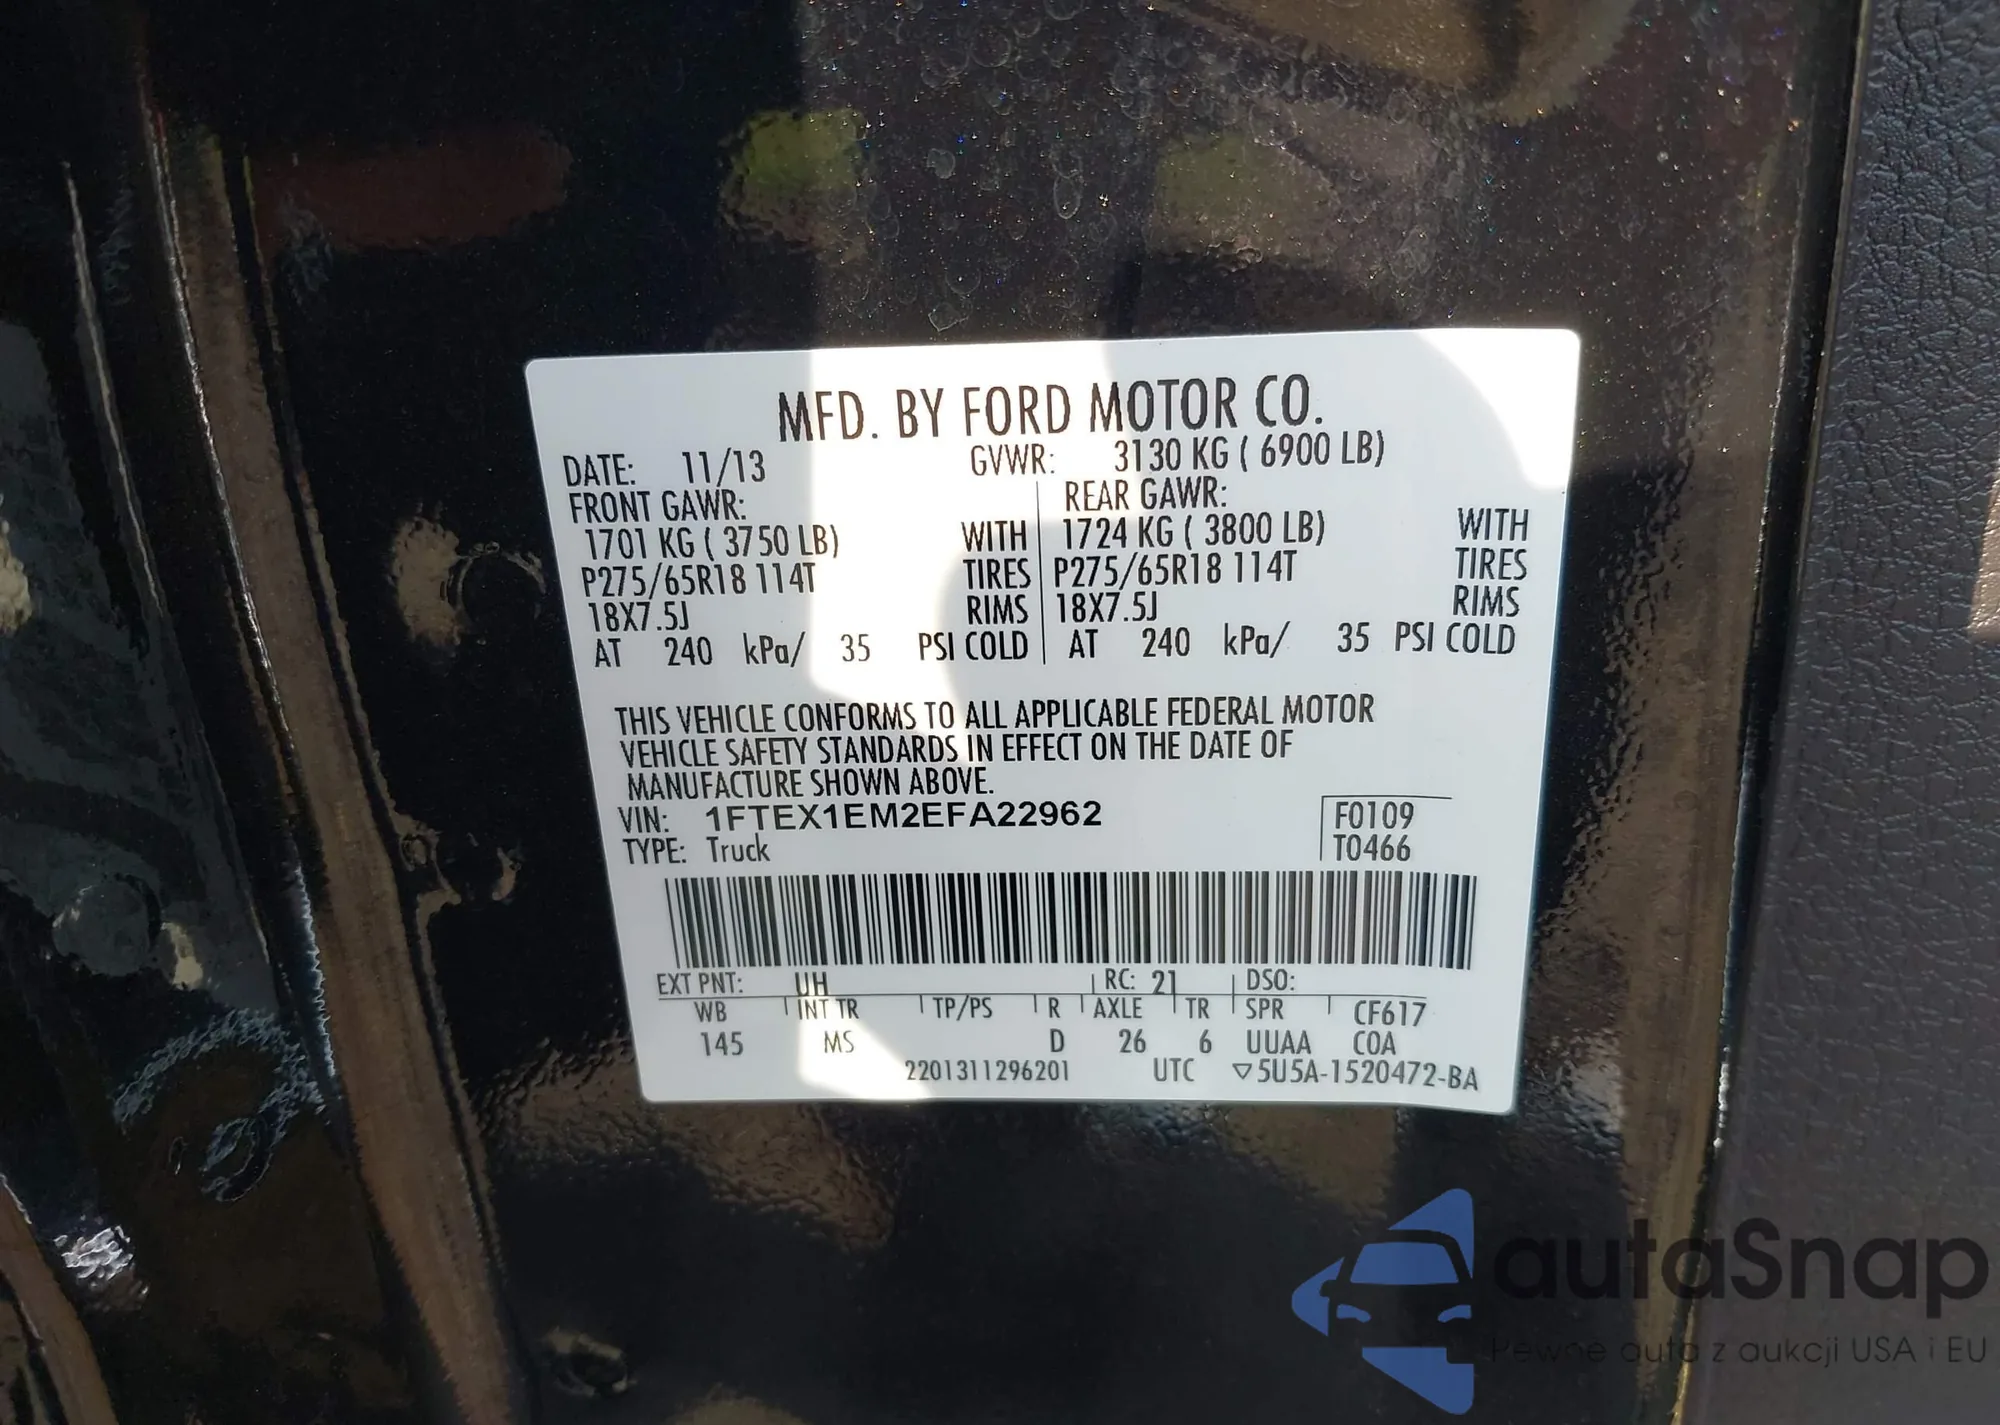 MFD. BY FORD MOTOR CO.
DATE: 11/13 GVWR: 3130 KG ( 6900 LB)
FRONT GAWR: REAR GAWR:
1701 KG ( 3750 LB) WITH 1724 KG ( 3800 LB) WITH
P275/65R18 114T TIRES P275/65R18 114T TIRES
18X7.5J RIMS 18X7.5J RIMS
AT 240 kPa/ 35 PSI COLD AT 240 kPa/ 35 PSI COLD
THIS VEHICLE CONFORMS TO ALL APPLICABLE FEDERAL MOTOR
VEHICLE SAFETY STANDARDS IN EFFECT ON THE DATE OF
MANUFACTURE SHOWN ABOVE.
VIN: 1FTEX1EM2EFA22962 F0109
TYPE: Truck T0466
EXT PNT: UH RC: 21 DSO:
WB INT TR TP/PS R AXLE TR SPR CF617
145 MS D 26 6 UUAA COA
2201311296201 UTC ▽5U5A-1520472-BA
autaSnap
Pewne auta z aukcji USA i EU